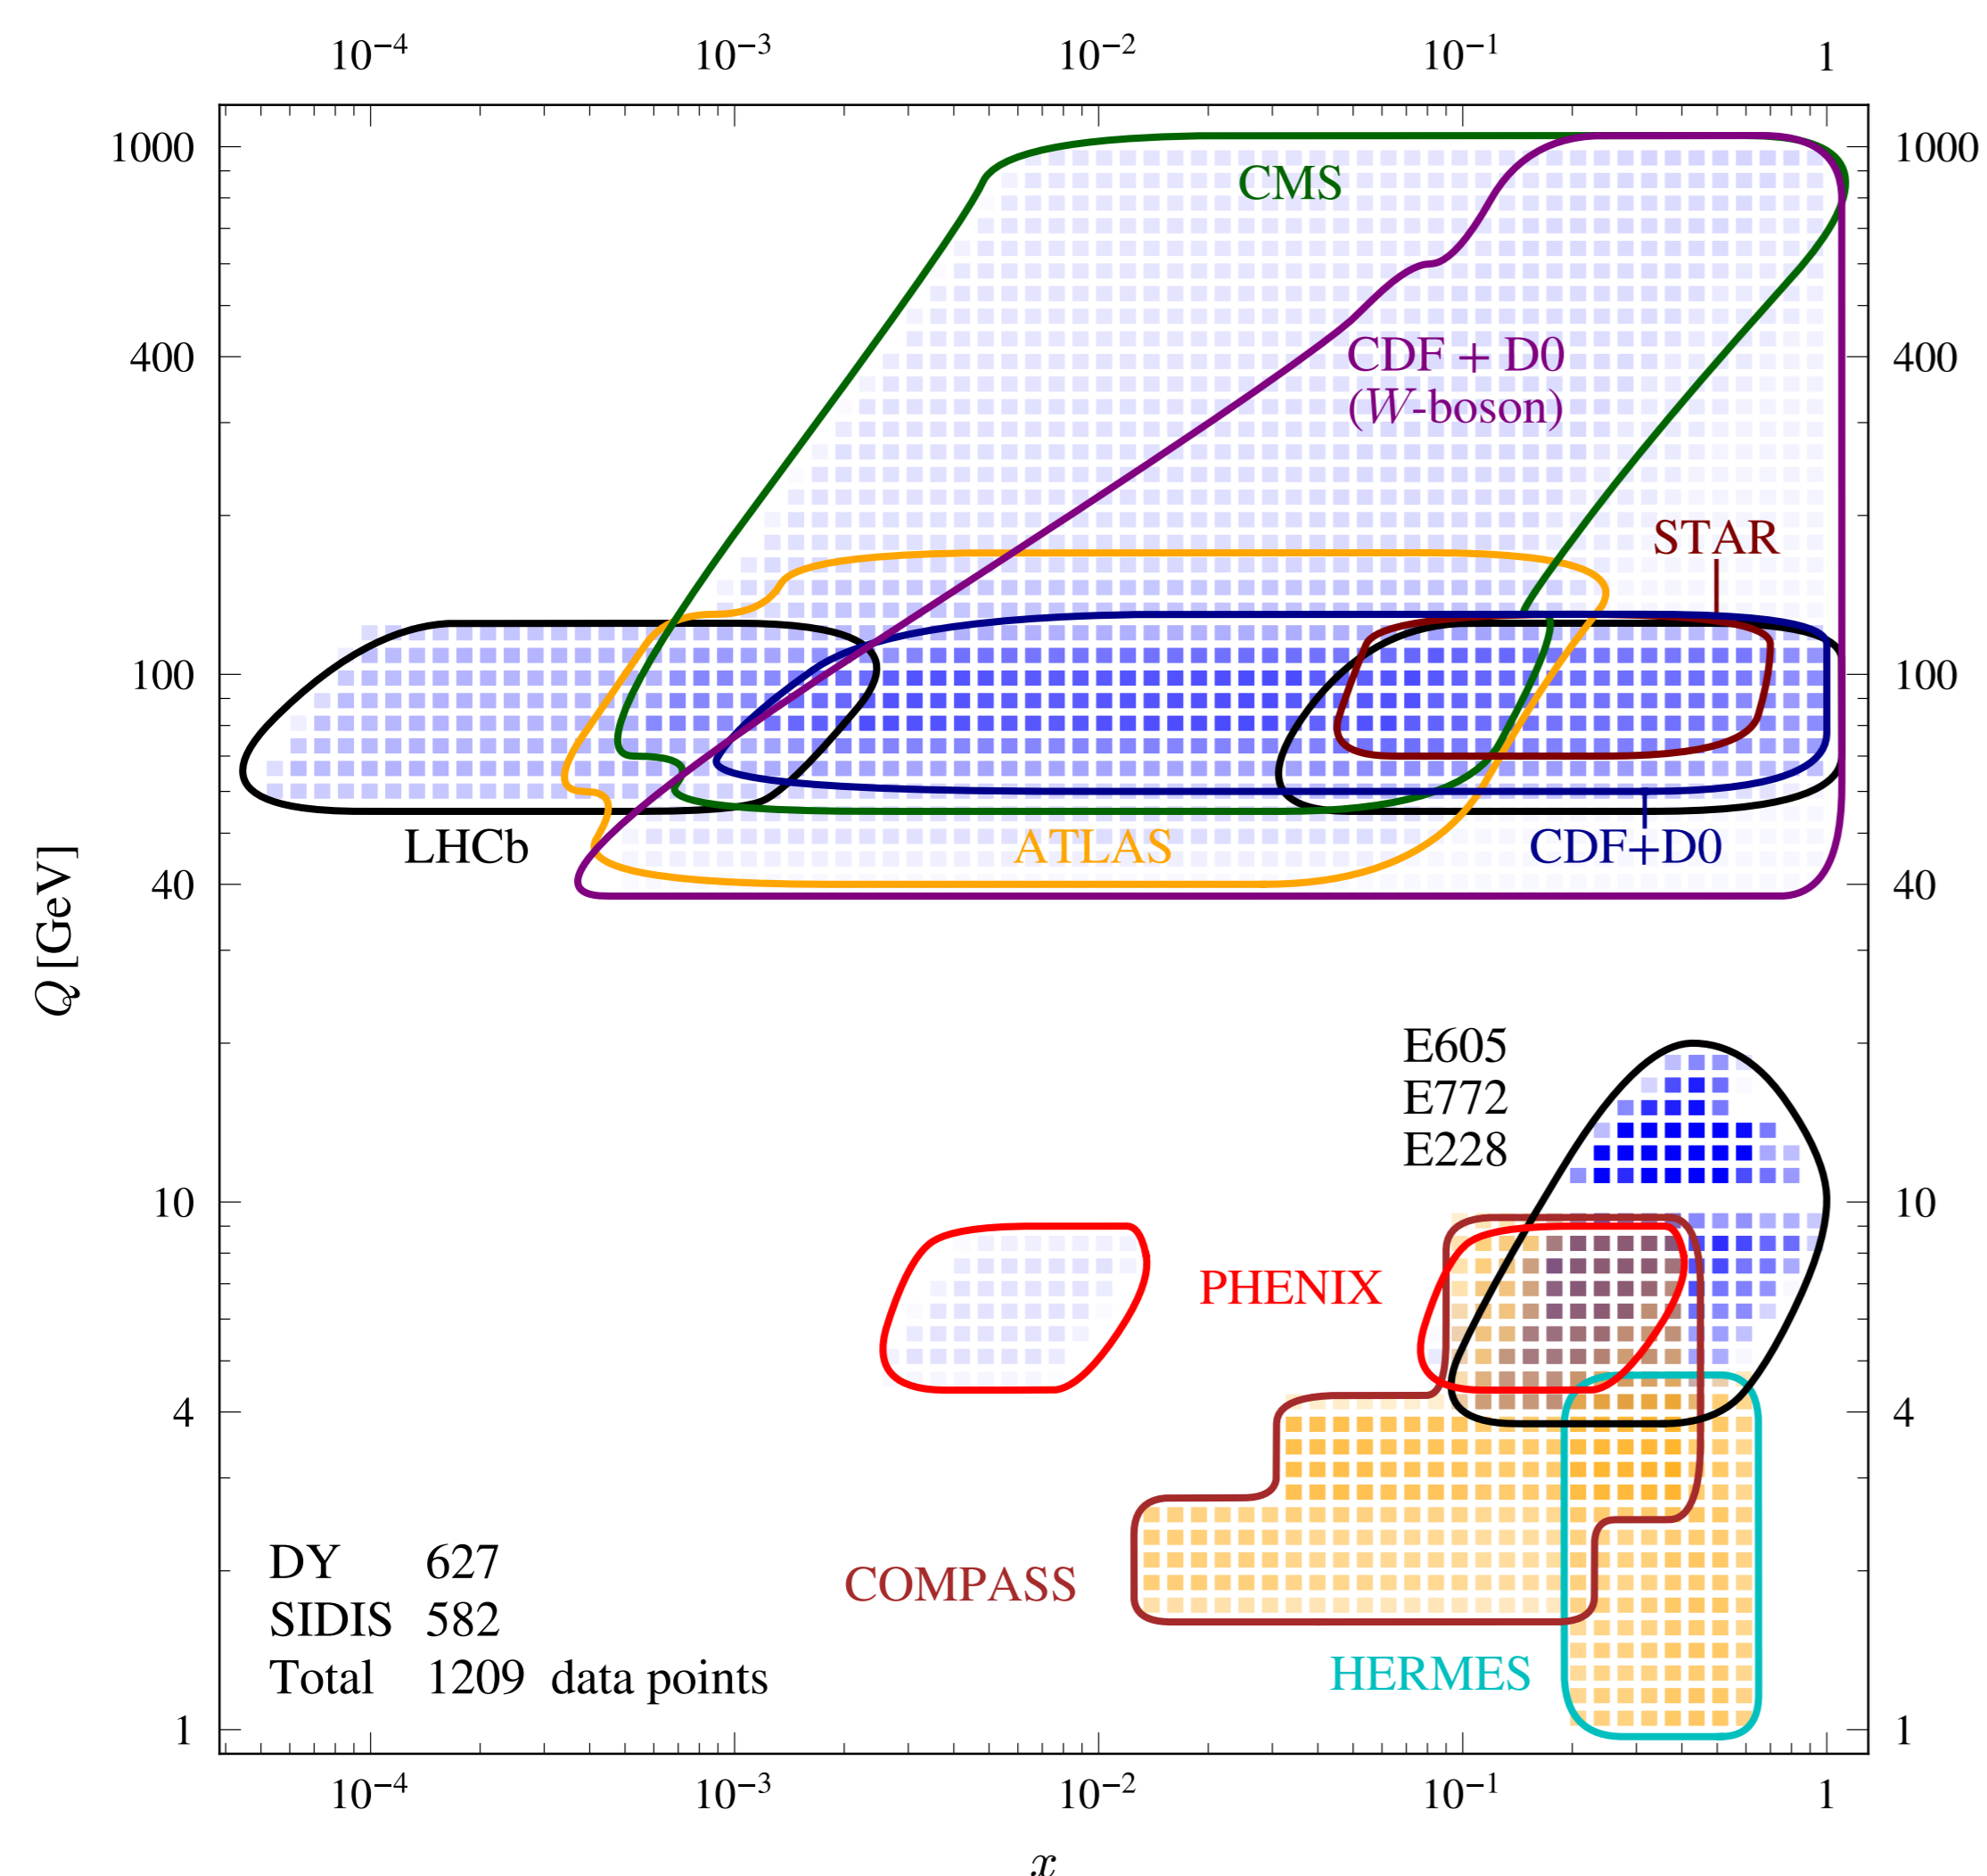 10−4 10−3 10−2 10−1 1
1000 1000
CMS
400 CDF + D0 400
(W-boson)
STAR
100 100
LHCb ATLAS CDF+D0
40 40
Q [GeV]
E605
E772
E228
10 10
PHENIX
4 4
DY 627
COMPASS
SIDIS 582
HERMES
Total 1209 data points
1 1
10−4 10−3 10−2 10−1 1
x